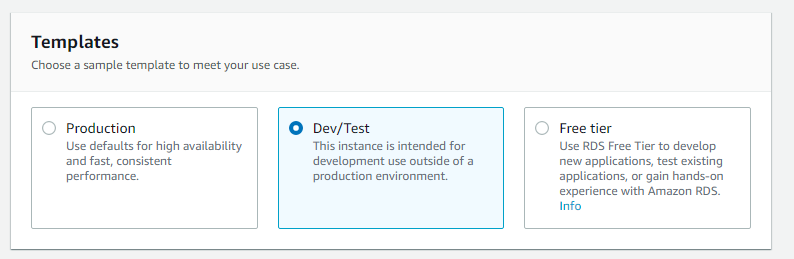 Templates
Choose a sample template to meet your use case.
Production
Use defaults for high availability
and fast, consistent
performance.
Dev/Test
This instance is intended for
development use outside of a
production environment.
Free tier
Use RDS Free Tier to develop
new applications, test existing
applications, or gain hands-on
experience with Amazon RDS.
Info